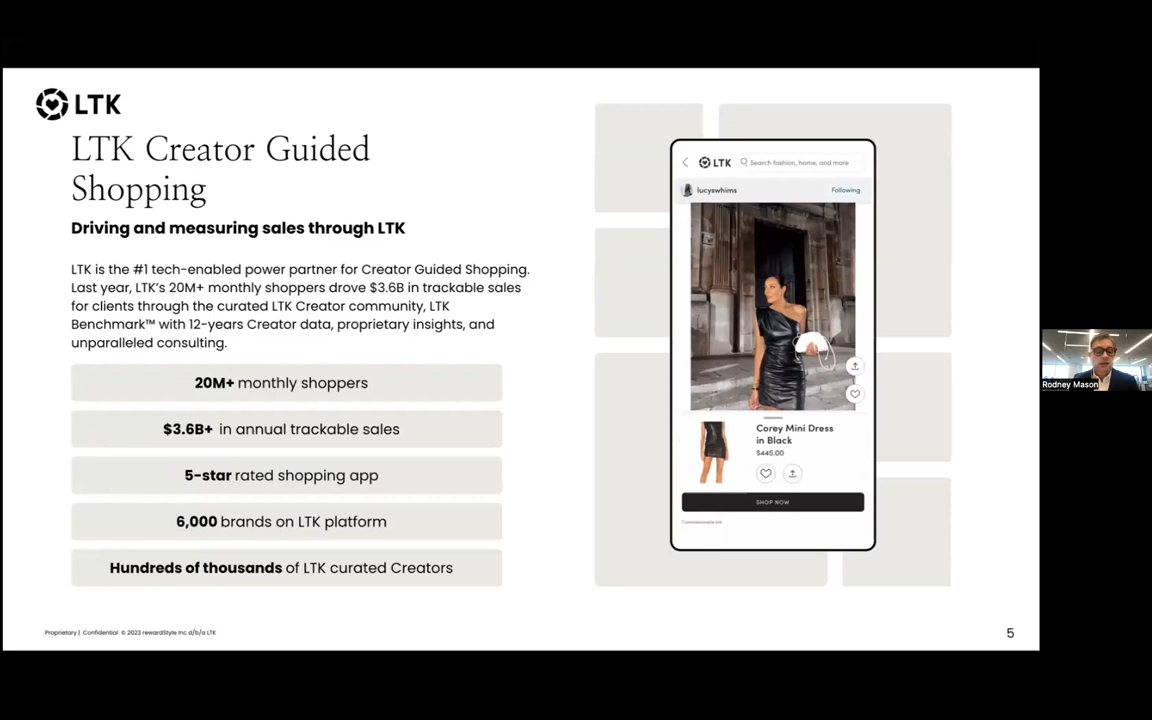 LTK
LTK Creator Guided
Shopping
Driving and measuring sales through LTK
LTK is the #1 tech-enabled power partner for Creator Guided Shopping.
Last year, LTK's 20M+ monthly shoppers drove $3.6B in trackable sales
for clients through the curated LTK Creator community, LTK
Benchmark™ with 12-years Creator data, proprietary insights, and
unparalleled consulting.
20M+ monthly shoppers
$3.6B+ in annual trackable sales
5-star rated shopping app
6,000 brands on LTK platform
Hundreds of thousands of LTK curated Creators
LTK
Search fashion, home, and more
lucyswhims
Following
Corey Mini Dress
in Black
$445.00
SHOP NOW
Commissionable link
Rodney Mason
Proprietary | Confidential © 2023 rewardStyle Inc d/b/a LTK
5